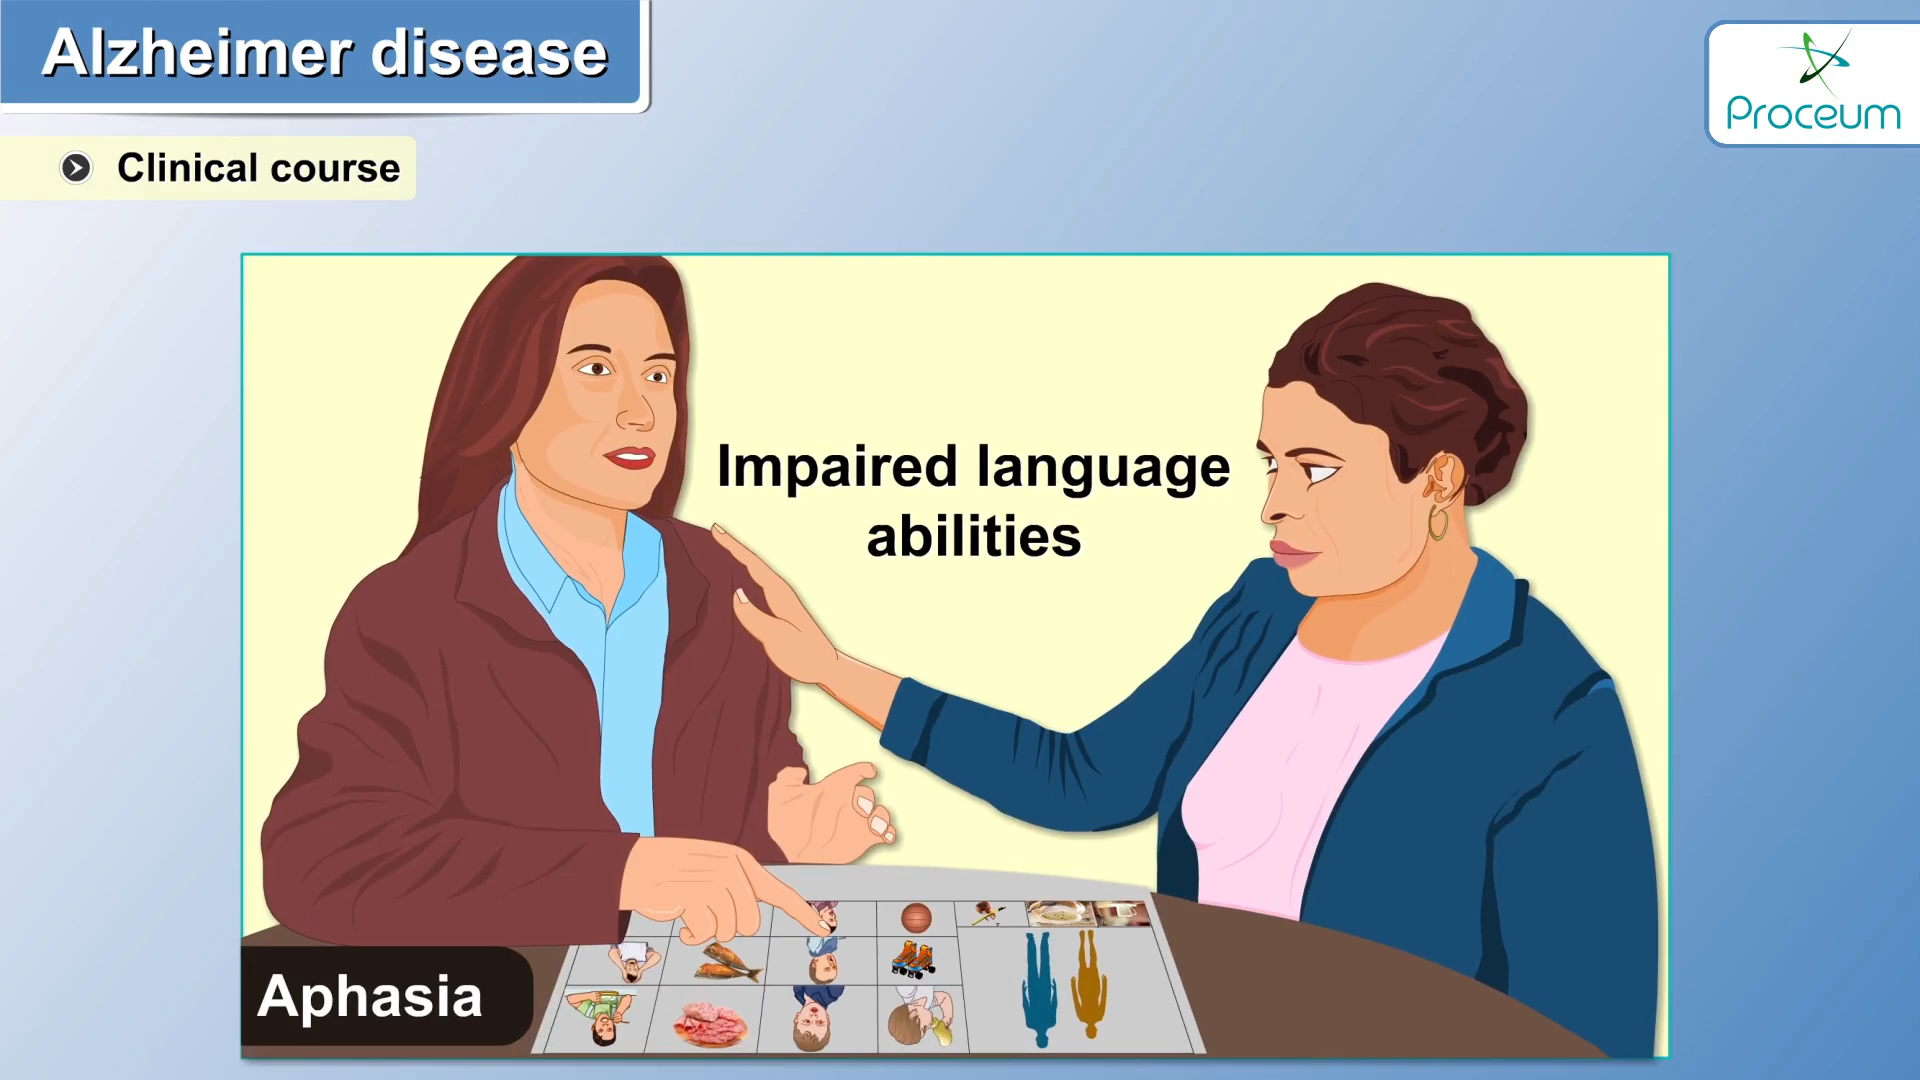 Alzheimer disease
Proceum
Clinical course
Impaired language
abilities
Aphasia